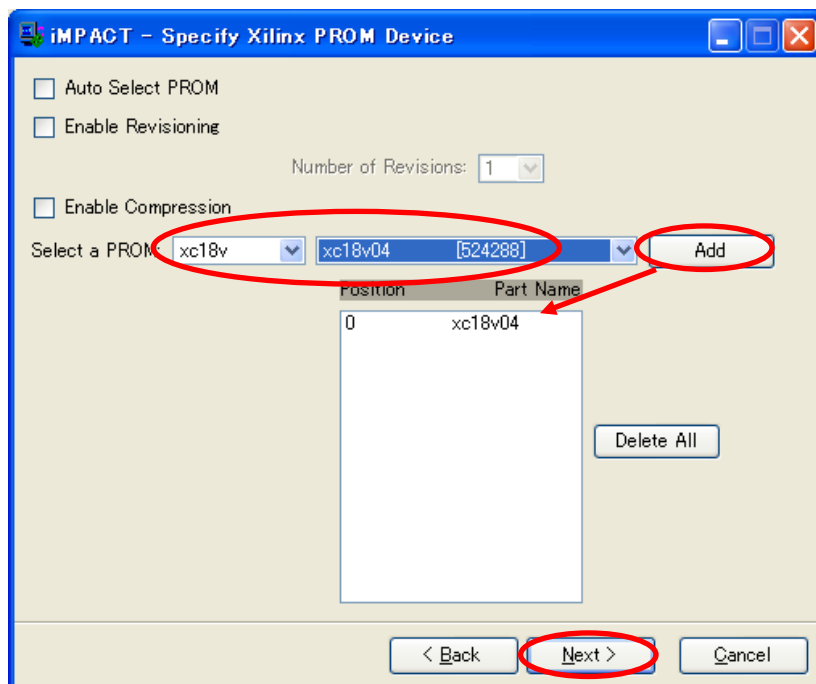 iMPACT - Specify Xilinx PROM Device
Auto Select PROM
Enable Revisioning
Number of Revisions: 1
Enable Compression
Select a PROM: xc18v xc18v04 [524288] Add
Position Part Name
0 xc18v04
Delete All
< Back Next > Cancel